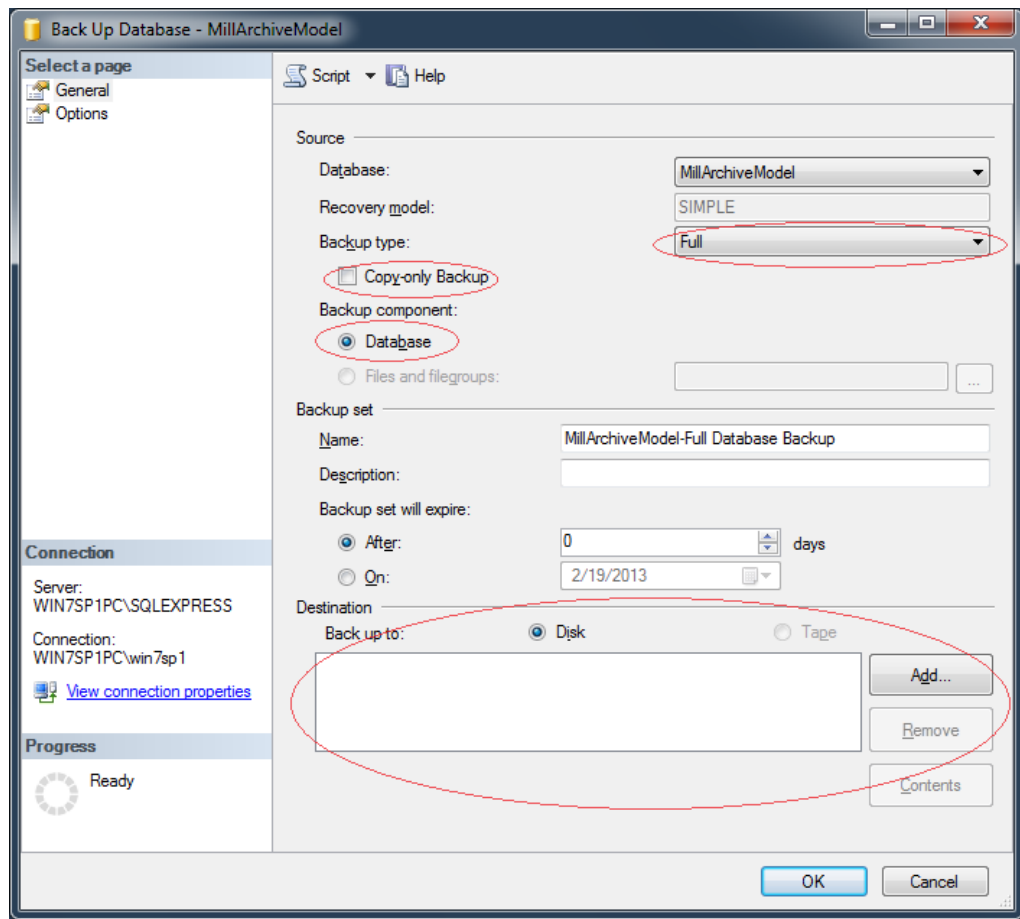 Back Up Database - MillArchiveModel
Select a page
General
Options
Script
Help
Source
Database:
MillArchiveModel
Recovery model:
SIMPLE
Backup type:
Full
Copy-only Backup
Backup component:
Database
Files and filegroups:
...
Backup set
Name:
MillArchiveModel-Full Database Backup
Description:
Backup set will expire:
After:
0
days
On:
2/19/2013
Destination
Back up to:
Disk
Tape
Add...
Remove
Contents
Connection
Server:
WIN7SP1PC\SQLEXPRESS
Connection:
WIN7SP1PC\win7sp1
View connection properties
Progress
Ready
OK
Cancel